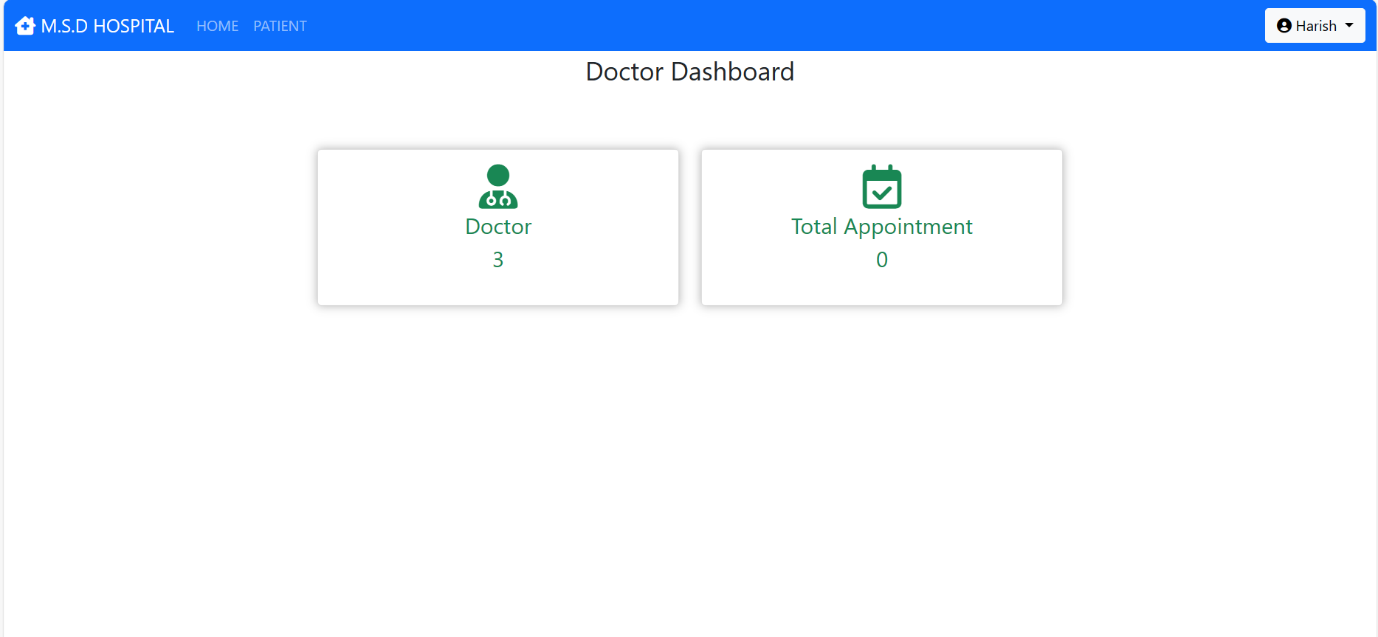 M.S.D HOSPITAL HOME PATIENT Harish
Doctor Dashboard
Doctor
3
Total Appointment
0